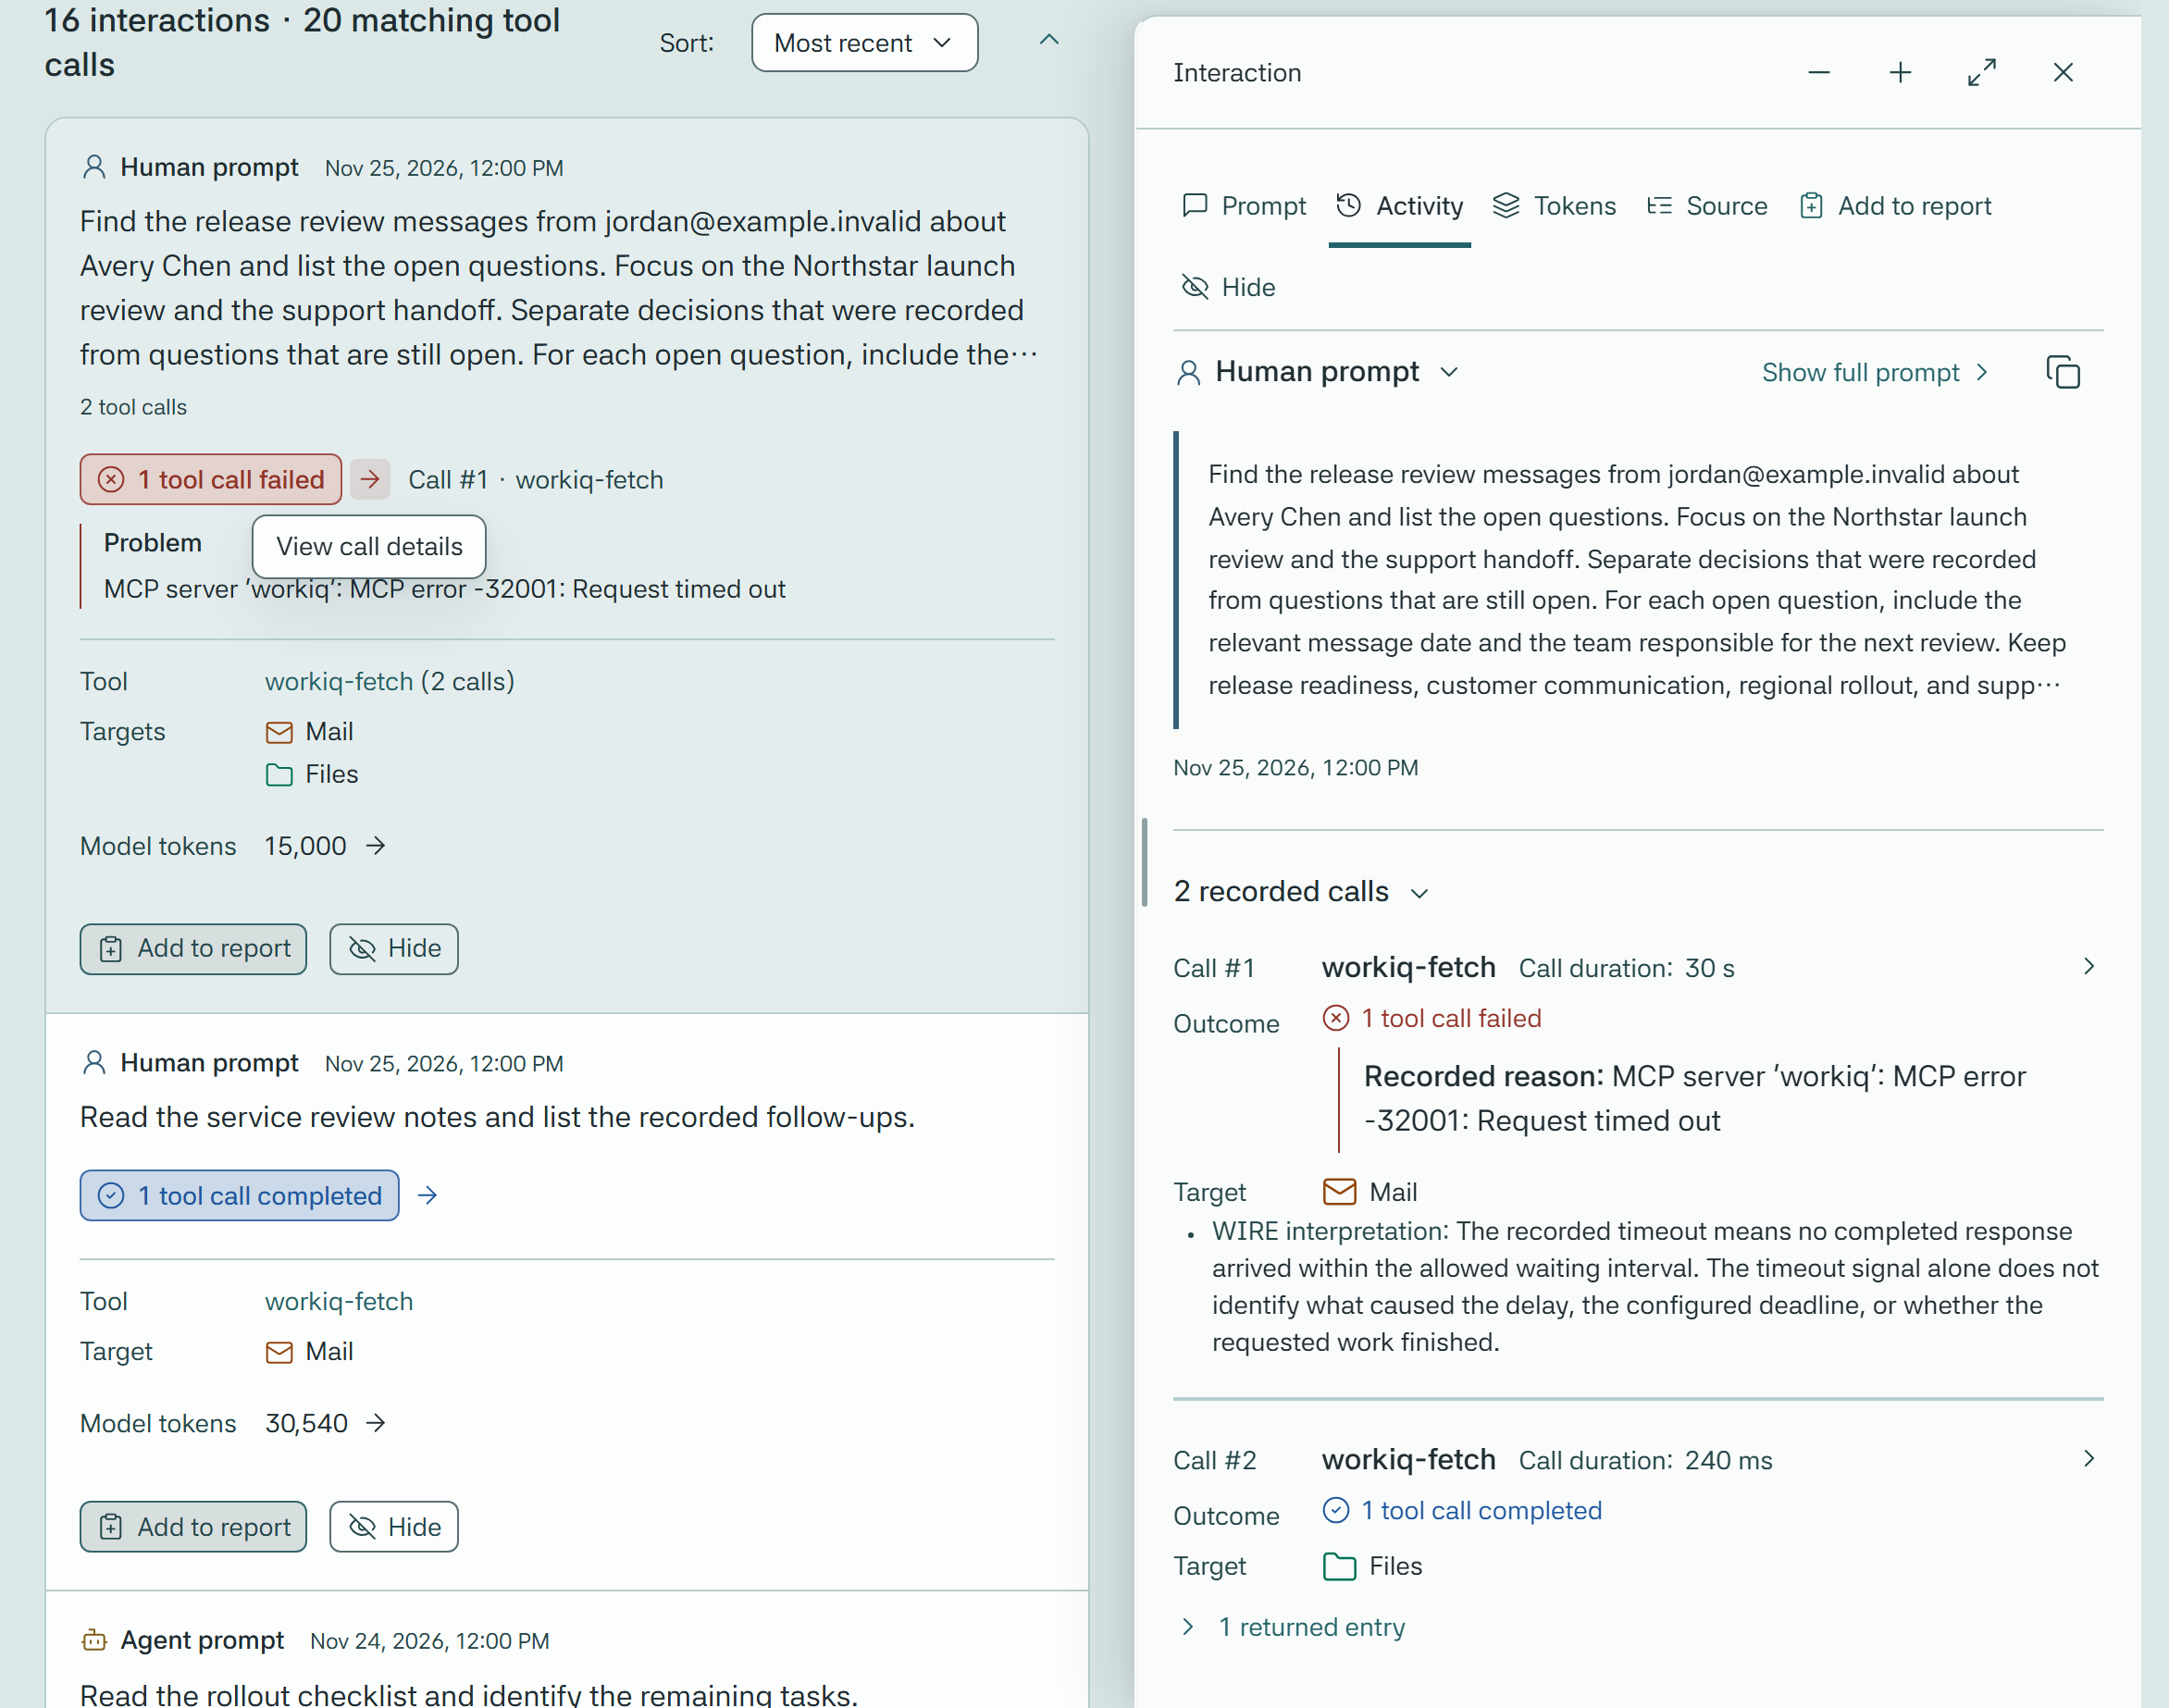 16 interactions · 20 matching tool
calls
Sort:
Most recent
Human prompt Nov 25, 2026, 12:00 PM
Find the release review messages from jordan@example.invalid about
Avery Chen and list the open questions. Focus on the Northstar launch
review and the support handoff. Separate decisions that were recorded
from questions that are still open. For each open question, include the···
2 tool calls
1 tool call failed
Call #1 · workiq-fetch
Problem
View call details
MCP server ‘workiq’: MCP error -32001: Request timed out
Tool workiq-fetch (2 calls)
Targets Mail
Files
Model tokens 15,000
Add to report Hide
Human prompt Nov 25, 2026, 12:00 PM
Read the service review notes and list the recorded follow-ups.
1 tool call completed
Tool workiq-fetch
Target Mail
Model tokens 30,540
Add to report Hide
Agent prompt Nov 24, 2026, 12:00 PM
Read the rollout checklist and identify the remaining tasks.
Interaction
Prompt Activity Tokens Source Add to report
Hide
Human prompt
Show full prompt
Find the release review messages from jordan@example.invalid about
Avery Chen and list the open questions. Focus on the Northstar launch
review and the support handoff. Separate decisions that were recorded
from questions that are still open. For each open question, include the
relevant message date and the team responsible for the next review. Keep
release readiness, customer communication, regional rollout, and supp···
Nov 25, 2026, 12:00 PM
2 recorded calls
Call #1 workiq-fetch Call duration: 30 s
Outcome 1 tool call failed
Recorded reason: MCP server ‘workiq’: MCP error
-32001: Request timed out
Target Mail
• WIRE interpretation: The recorded timeout means no completed response
arrived within the allowed waiting interval. The timeout signal alone does not
identify what caused the delay, the configured deadline, or whether the
requested work finished.
Call #2 workiq-fetch Call duration: 240 ms
Outcome 1 tool call completed
Target Files
1 returned entry